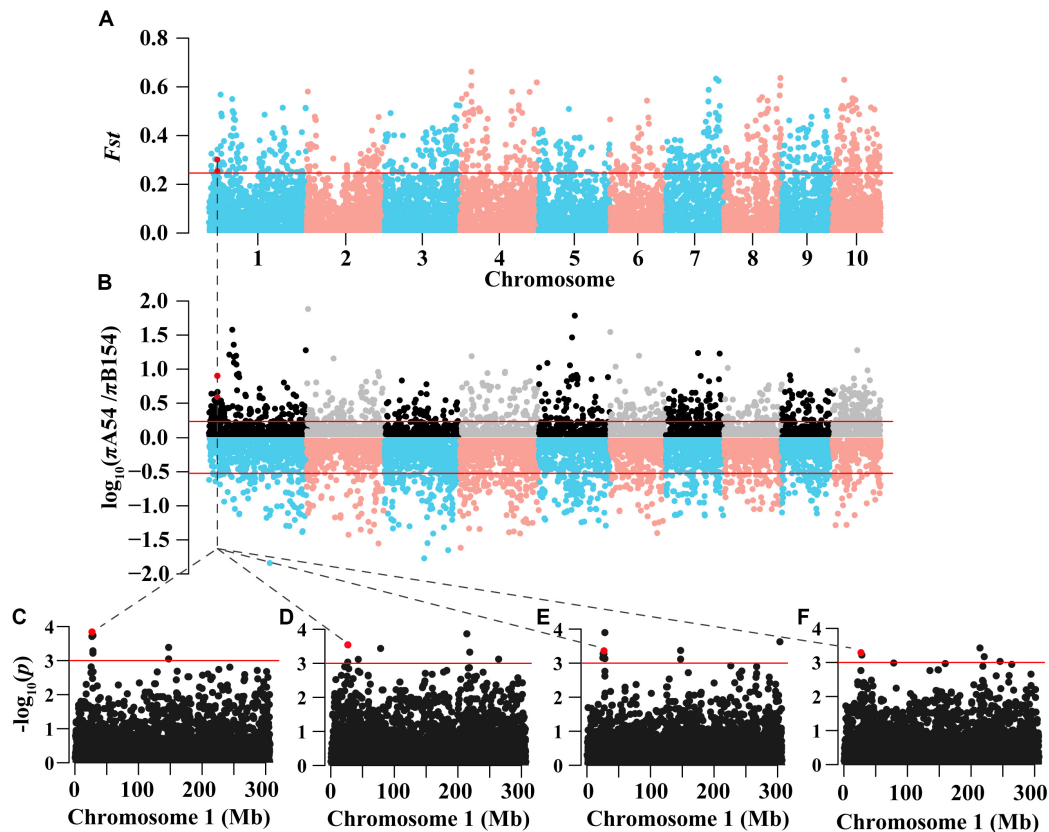 A
Fst
0.8
0.6
0.4
0.2
0.0
1 2 3 4 5 6 7 8 9 10
Chromosome
B
log10(πA54 /πB154)
2.0
1.5
1.0
0.5
0.0
−0.5
−1.0
−1.5
−2.0
C
-log10(p)
4
3
2
1
0
0 100 200 300
Chromosome 1 (Mb)
D
4
3
2
1
0
0 100 200 300
Chromosome 1 (Mb)
E
4
3
2
1
0
0 100 200 300
Chromosome 1 (Mb)
F
4
3
2
1
0
0 100 200 300
Chromosome 1 (Mb)